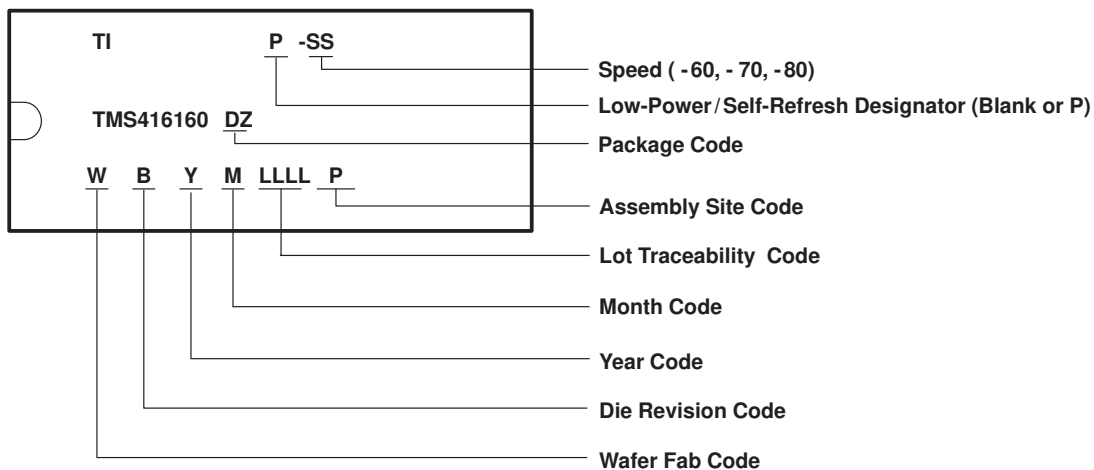 TI P -SS
Speed ( -60, - 70, -80)
Low-Power/Self-Refresh Designator (Blank or P)
TMS416160 DZ
Package Code
W B Y M LLLL P
Assembly Site Code
Lot Traceability Code
Month Code
Year Code
Die Revision Code
Wafer Fab Code